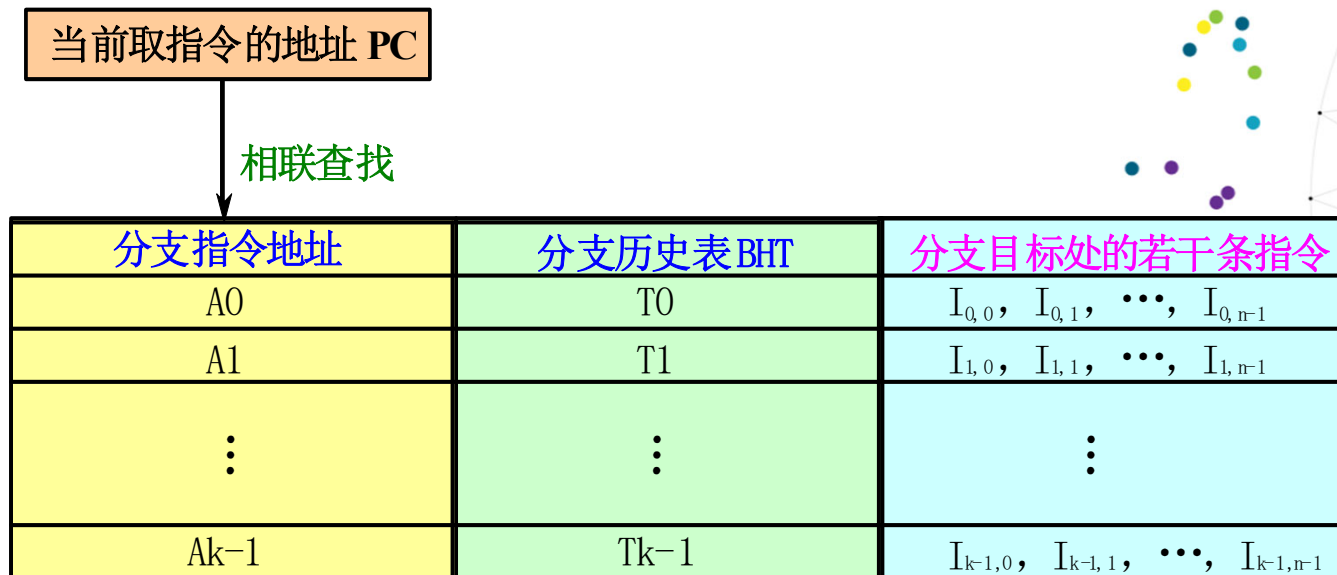 当前取指令的地址 PC
相联查找
分支指令地址 分支历史表BHT 分支目标处的若干条指令
A0 T0 I0,0, I0,1, ···, I0,n-1
A1 T1 I1,0, I1,1, ···, I1,n-1
⋮ ⋮ ⋮
Ak-1 Tk-1 Ik-1,0, Ik-1,1, ···, Ik-1,n-1